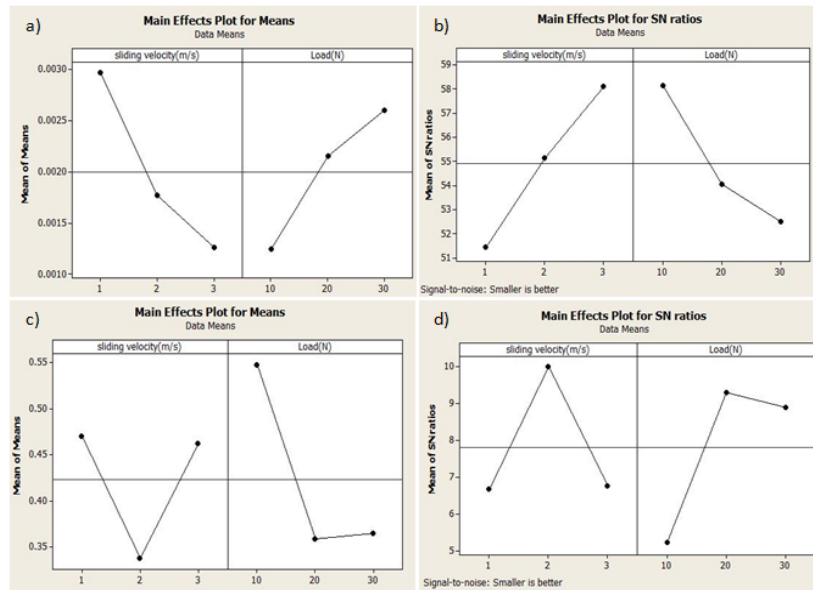 a)
Main Effects Plot for Means
Data Means
sliding velocity(m/s) Load(N)
Mean of Means
0.0030
0.0025
0.0020
0.0015
0.0010
1 2 3 10 20 30
b)
Main Effects Plot for SN ratios
Data Means
sliding velocity(m/s) Load(N)
Mean of SN ratios
59
58
57
56
55
54
53
52
51
1 2 3 10 20 30
Signal-to-noise: Smaller is better
c)
Main Effects Plot for Means
Data Means
sliding velocity(m/s) Load(N)
Mean of Means
0.55
0.50
0.45
0.40
0.35
1 2 3 10 20 30
d)
Main Effects Plot for SN ratios
Data Means
sliding velocity(m/s) Load(N)
Mean of SN ratios
10
9
8
7
6
5
1 2 3 10 20 30
Signal-to-noise: Smaller is better